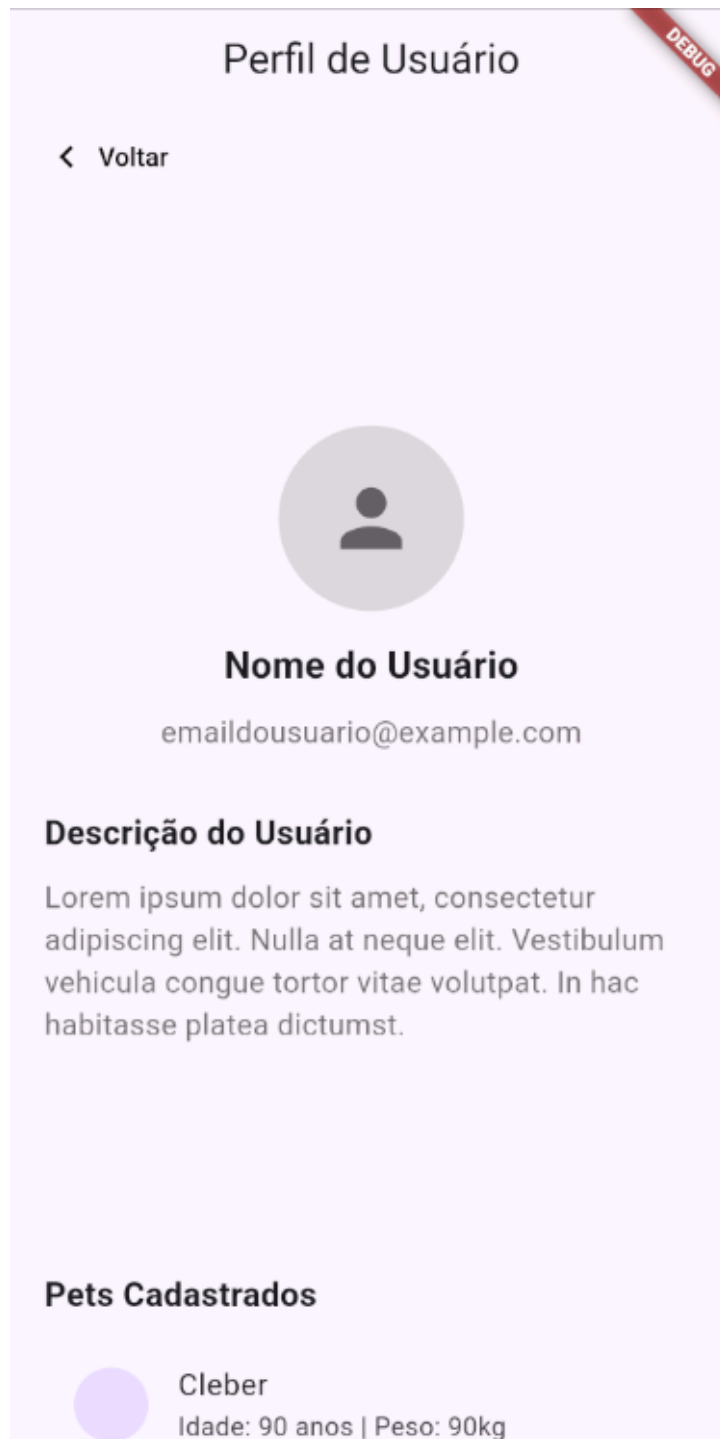 Perfil de Usuário
DEBUG
Voltar
Nome do Usuário
emaildousuario@example.com
Descrição do Usuário
Lorem ipsum dolor sit amet, consectetur
adipiscing elit. Nulla at neque elit. Vestibulum
vehicula congue tortor vitae volutpat. In hac
habitasse platea dictumst.
Pets Cadastrados
Cleber
Idade: 90 anos | Peso: 90kg